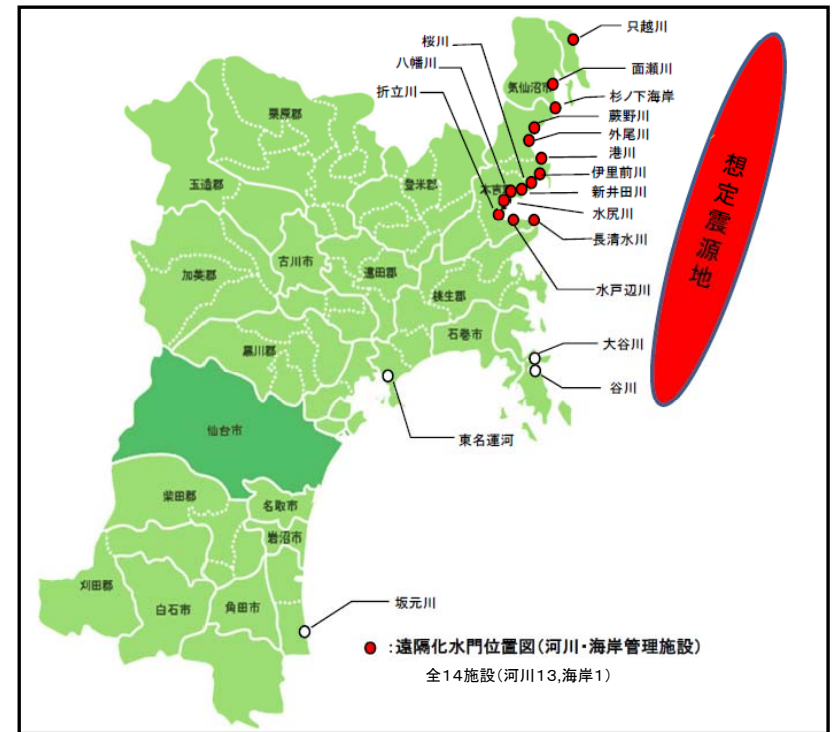 只越川
桜川
八幡川
折立川
面瀬川
気仙沼市
杉ノ下海岸
蕨野川
外尾川
港川
伊里前川
新井田川
水尻川
長清水川
水戸辺川
想定震源地
栗原郡
玉造郡
登米郡
本吉郡
加美郡
古川市
遠田郡
桃生郡
石巻市
黒川郡
大谷川
谷川
東名運河
仙台市
柴田郡
名取市
岩沼市
刈田郡
白石市
角田市
坂元川
:遠隔化水門位置図(河川・海岸管理施設)
全14施設(河川13,海岸1)